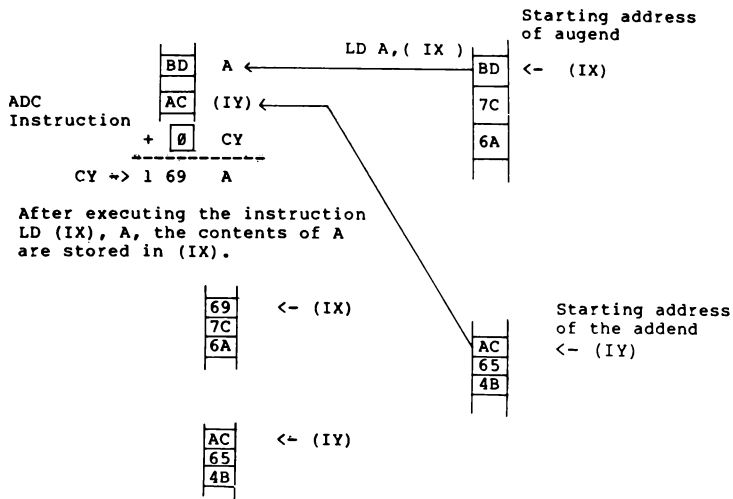 Starting address
of augend
LD A,( IX )
BD A BD <- (IX)
AC (IY) 7C
ADC
Instruction
+ 0 CY 6A
CY => 1 69 A
After executing the instruction
LD (IX), A, the contents of A
are stored in (IX).
69 <- (IX)
7C
6A
Starting address
of the addend
AC <- (IY)
65
4B
AC <- (IY)
65
4B